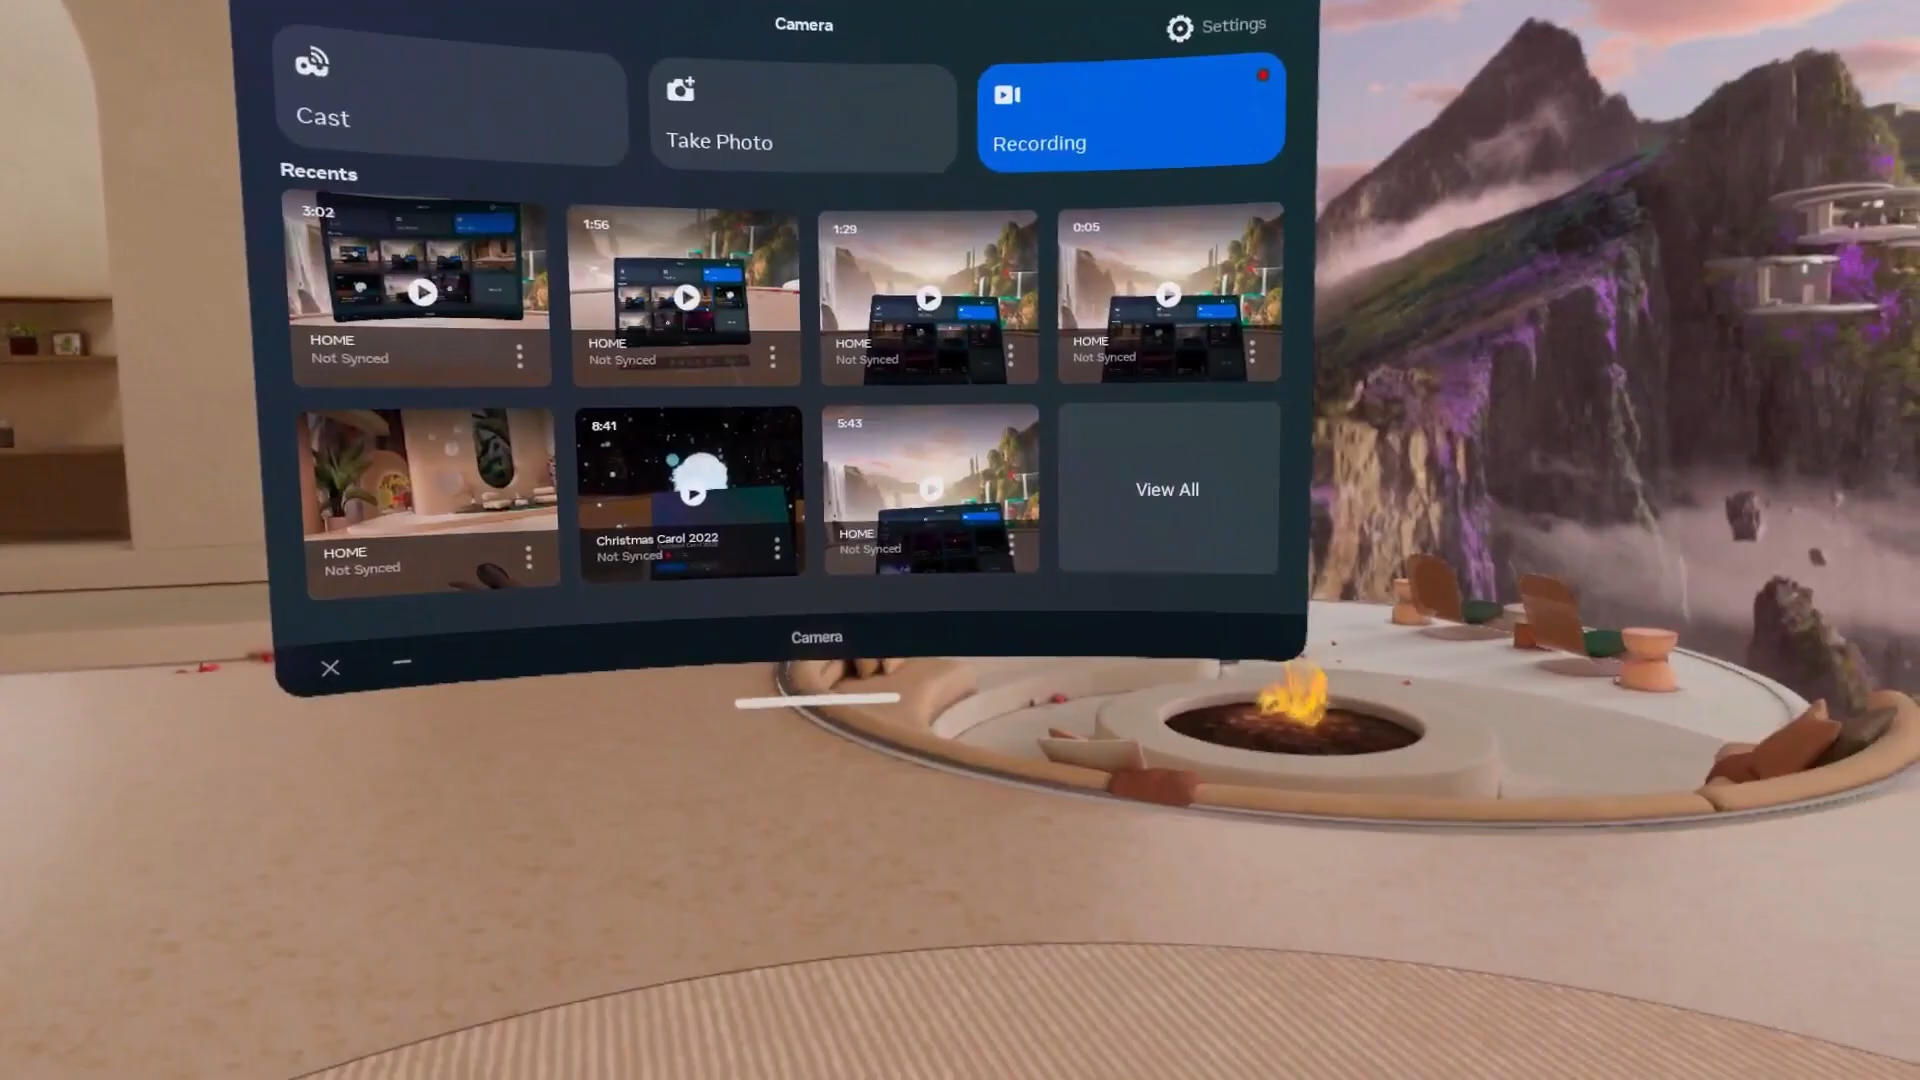 Camera
Settings
Cast
Take Photo
Recording
Recents
3:02
HOME
Not Synced
1:56
HOME
Not Synced
1:29
HOME
Not Synced
0:05
HOME
Not Synced
HOME
Not Synced
8:41
Christmas Carol 2022
Not Synced
5:43
HOME
Not Synced
View All
Camera